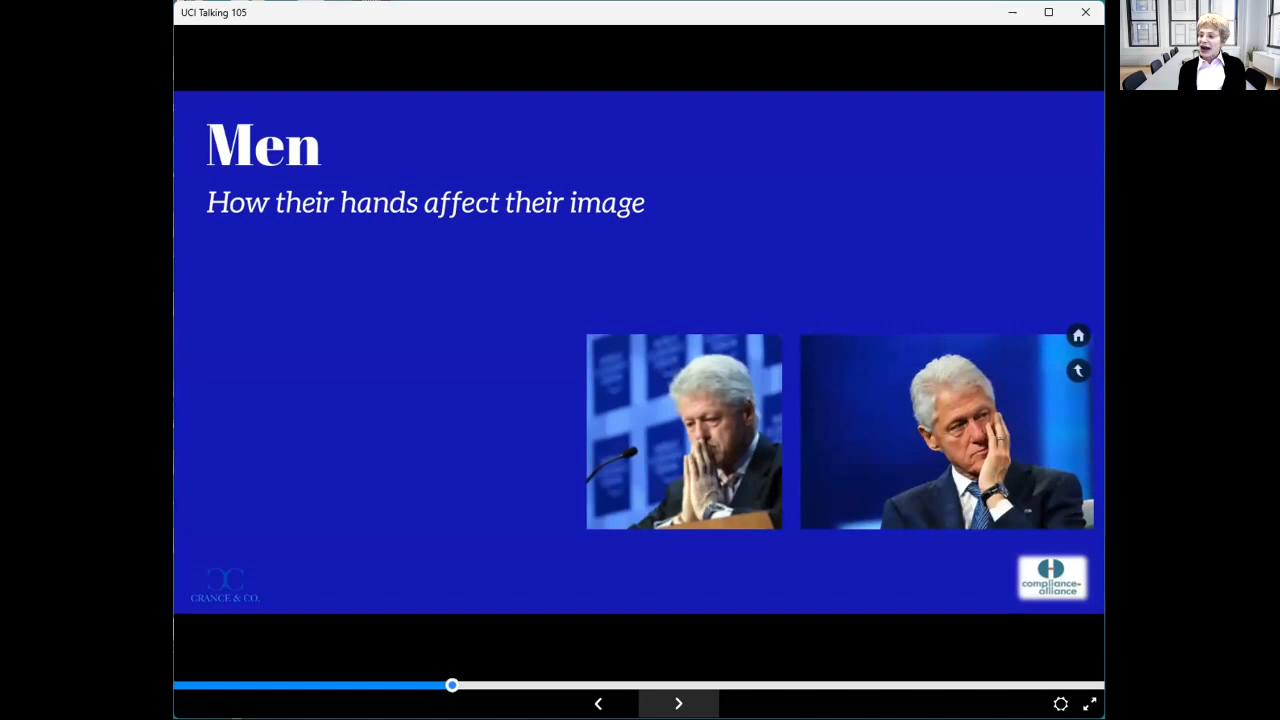 UCI Talking 105
Men
How their hands affect their image
CRANCE & CO.
compliance-
alliance